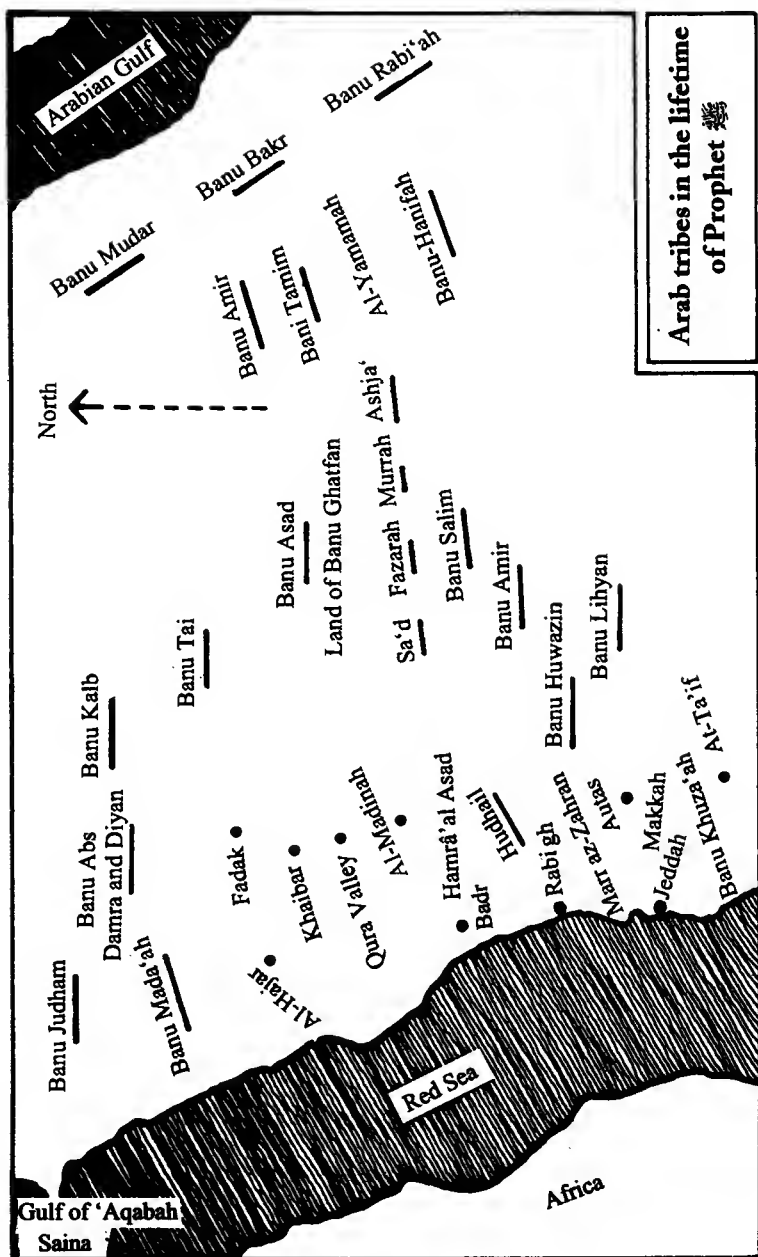 Arab tribes in the lifetime
of Prophet ﷺ
Gulf of ‘Aqabah
Saina
Banu Judham
Banu Abs
Damra and Diyan
Banu Kalb
North
Banu Mudar
Arabian Gulf
Banu Mada‘ah
Banu Tai
Banu Amir
Banu Bakr
Banu Rabi‘ah
Fadak
Al-Hajar
Khaibar
Banu Asad
Bani Tamim
Qura Valley
Land of Banu Ghatfan
Al-Yamamah
Al-Madinah
Sa‘d
Fazarah
Murrah
Ashja‘
Banu-Hanifah
Red Sea
Hamrâ’al Asad
Badr
Banu Salim
Hudhail
Banu Amir
Rabigh
Banu Huwazin
Marr az-Zahran
Autas
Banu Lihyan
Africa
Makkah
Jeddah
Banu Khuza‘ah
At-Ta’if